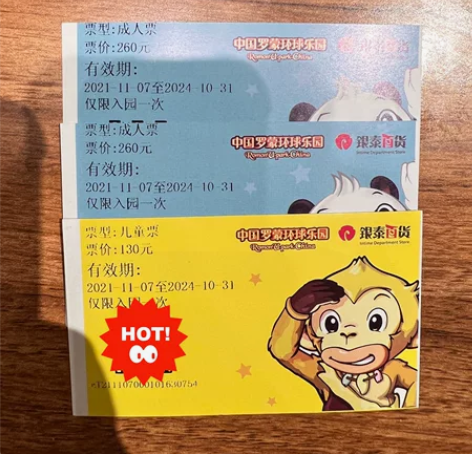 票型:成人票
票价:260元
有效期:
2021-11-07至2024-10-31
仅限入园一次
中国罗蒙环球乐园
Romon U-park China
票型:成人票
票价:260元
有效期:
2021-11-07至2024-10-31
仅限入园一次
中国罗蒙环球乐园
Romon U-park China
银泰百货
Intime Department Store
票型:儿童票
票价:130元
有效期:
2021-11-07至2024-10-31
仅限入园一次
中国罗蒙环球乐园
Romon U-park China
银泰百货
Intime Department Store
HOT!